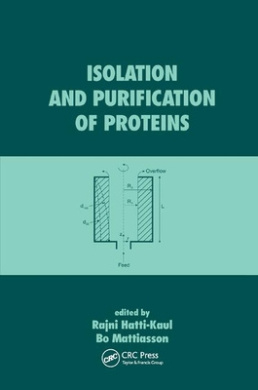 ISOLATION
AND PURIFICATION
OF PROTEINS
Overflow
Feed
edited by
Rajni Hatti-Kaul
Bo Mattiasson
CRC Press
Taylor & Francis Group